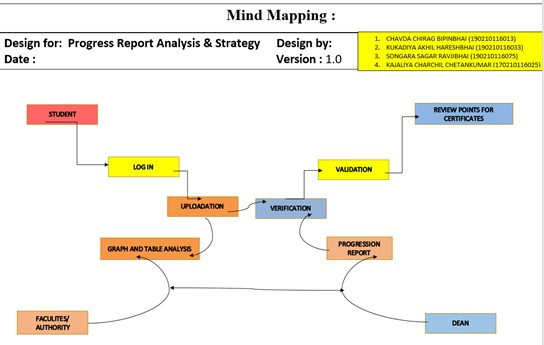 Mind Mapping :
Design for: Progress Report Analysis & Strategy
Design by:
Date :
Version : 1.0
1. CHAVDA CHIRAG BIPINBHAI (190210116013)
2. KUKADIYA AKHIL HARESHBHAI (190210116033)
3. SONGARA SAGAR RAVJIBHAI (190210116075)
4. KAJALIYA CHARCHIL CHETANKUMAR (170210116025)
STUDENT
REVIEW POINTS FOR
CERTIFICATES
LOG IN
VALIDATION
UPLOADATION
VERIFICATION
GRAPH AND TABLE ANALYSIS
PROGRESSION
REPORT
FACULITES/
AUTHORITY
DEAN